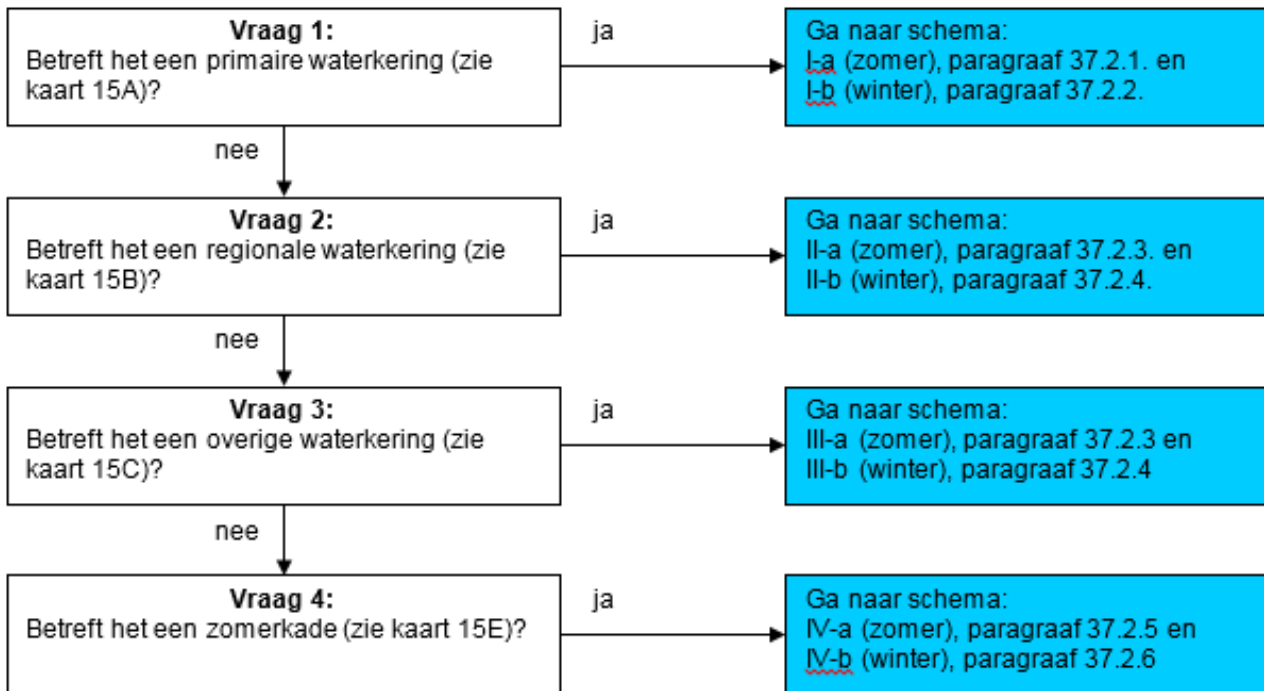 Vraag 1:
Betreft het een primaire waterkering (zie
kaart 15A)?
ja
Ga naar schema:
I-a (zomer), paragraaf 37.2.1. en
I-b (winter), paragraaf 37.2.2.
nee
Vraag 2:
Betreft het een regionale waterkering (zie
kaart 15B)?
ja
Ga naar schema:
II-a (zomer), paragraaf 37.2.3. en
II-b (winter), paragraaf 37.2.4.
nee
Vraag 3:
Betreft het een overige waterkering (zie
kaart 15C)?
ja
Ga naar schema:
III-a (zomer), paragraaf 37.2.3 en
III-b (winter), paragraaf 37.2.4
nee
Vraag 4:
Betreft het een zomerkade (zie kaart 15E)?
ja
Ga naar schema:
IV-a (zomer), paragraaf 37.2.5 en
IV-b (winter), paragraaf 37.2.6